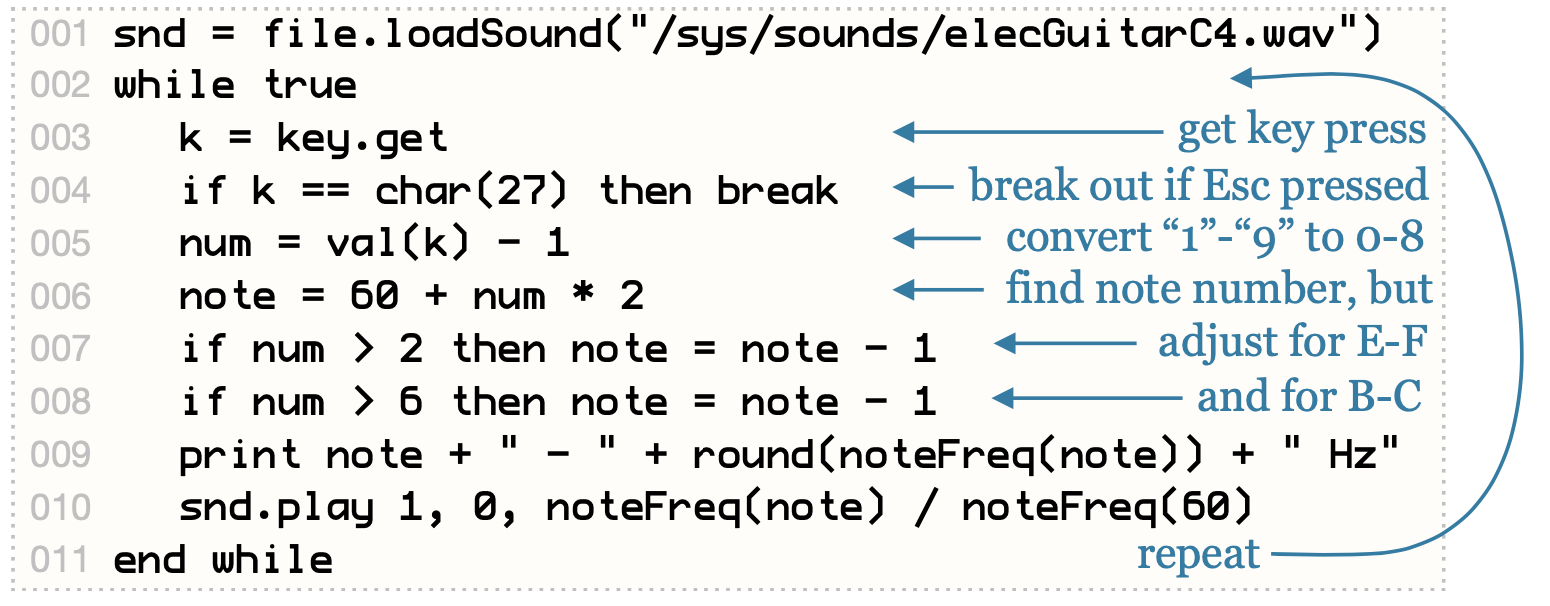 001 snd = file.loadSound("/sys/sounds/elecGuitarC4.wav")
002 while true
003    k = key.get get key press
004    if k == char(27) then break break out if Esc pressed
005    num = val(k) - 1 convert “1”-“9” to 0-8
006    note = 60 + num * 2 find note number, but
007    if num > 2 then note = note - 1 adjust for E-F
008    if num > 6 then note = note - 1 and for B-C
009    print note + " - " + round(noteFreq(note)) + " Hz"
010    snd.play 1, 0, noteFreq(note) / noteFreq(60)
011 end while repeat